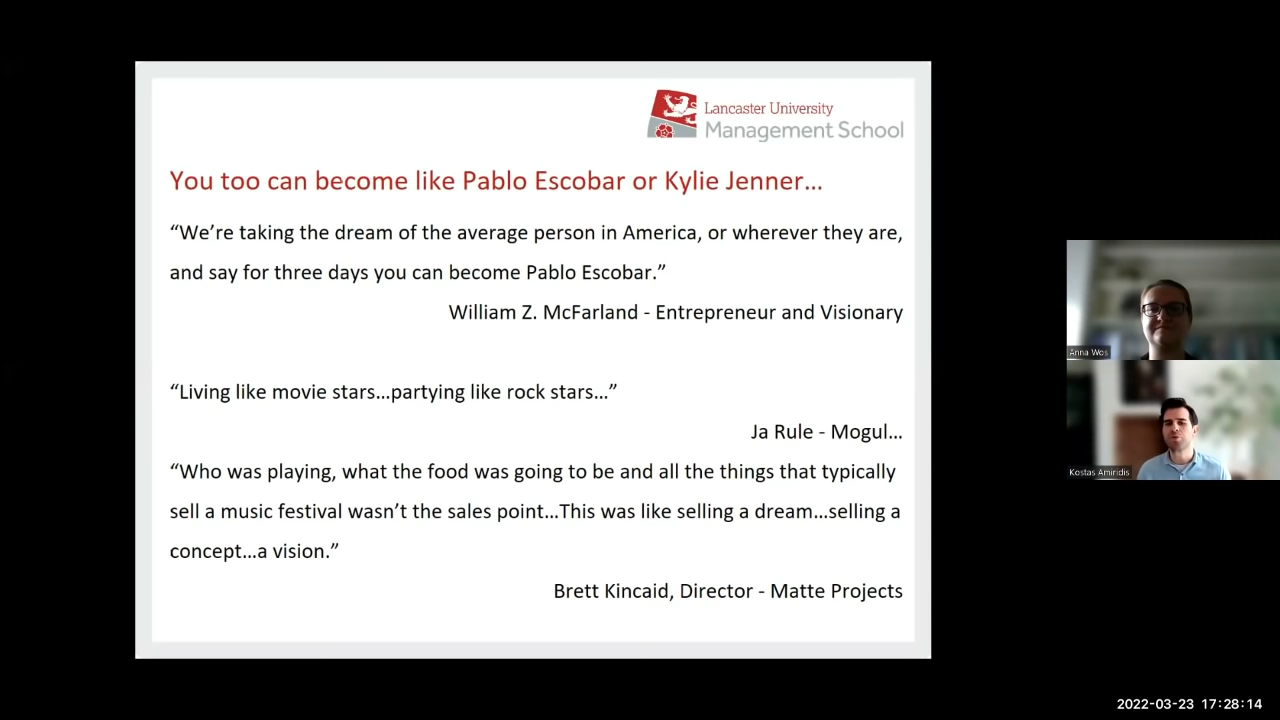 Lancaster University
Management School
You too can become like Pablo Escobar or Kylie Jenner...
“We’re taking the dream of the average person in America, or wherever they are,
and say for three days you can become Pablo Escobar.”
William Z. McFarland - Entrepreneur and Visionary
“Living like movie stars...partying like rock stars...”
Ja Rule - Mogul...
“Who was playing, what the food was going to be and all the things that typically
sell a music festival wasn’t the sales point...This was like selling a dream...selling a
concept...a vision.”
Brett Kincaid, Director - Matte Projects
Anna Wos
Kostas Amiridis
2022-03-23 17:28:14